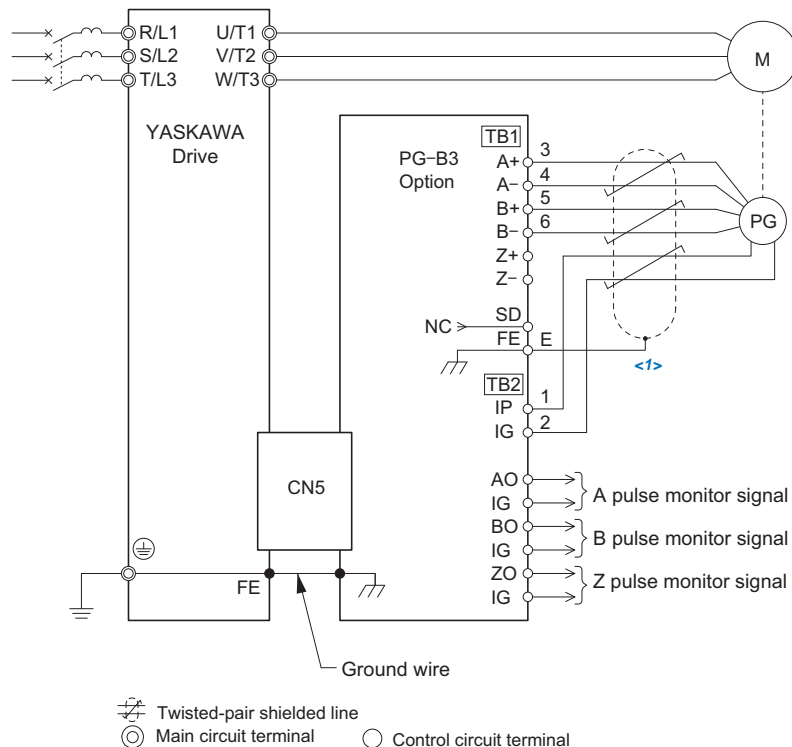 R/L1 U/T1
S/L2 V/T2
T/L3 W/T3
M
YASKAWA
Drive
PG−B3
Option
TB1
A+ 3
A− 4
B+ 5
B− 6
Z+
Z−
PG
NC SD
FE E
<1>
TB2
IP 1
IG 2
CN5
AO
IG
A pulse monitor signal
BO
IG
B pulse monitor signal
ZO
IG
Z pulse monitor signal
FE
Ground wire
Twisted-pair shielded line
Main circuit terminal Control circuit terminal